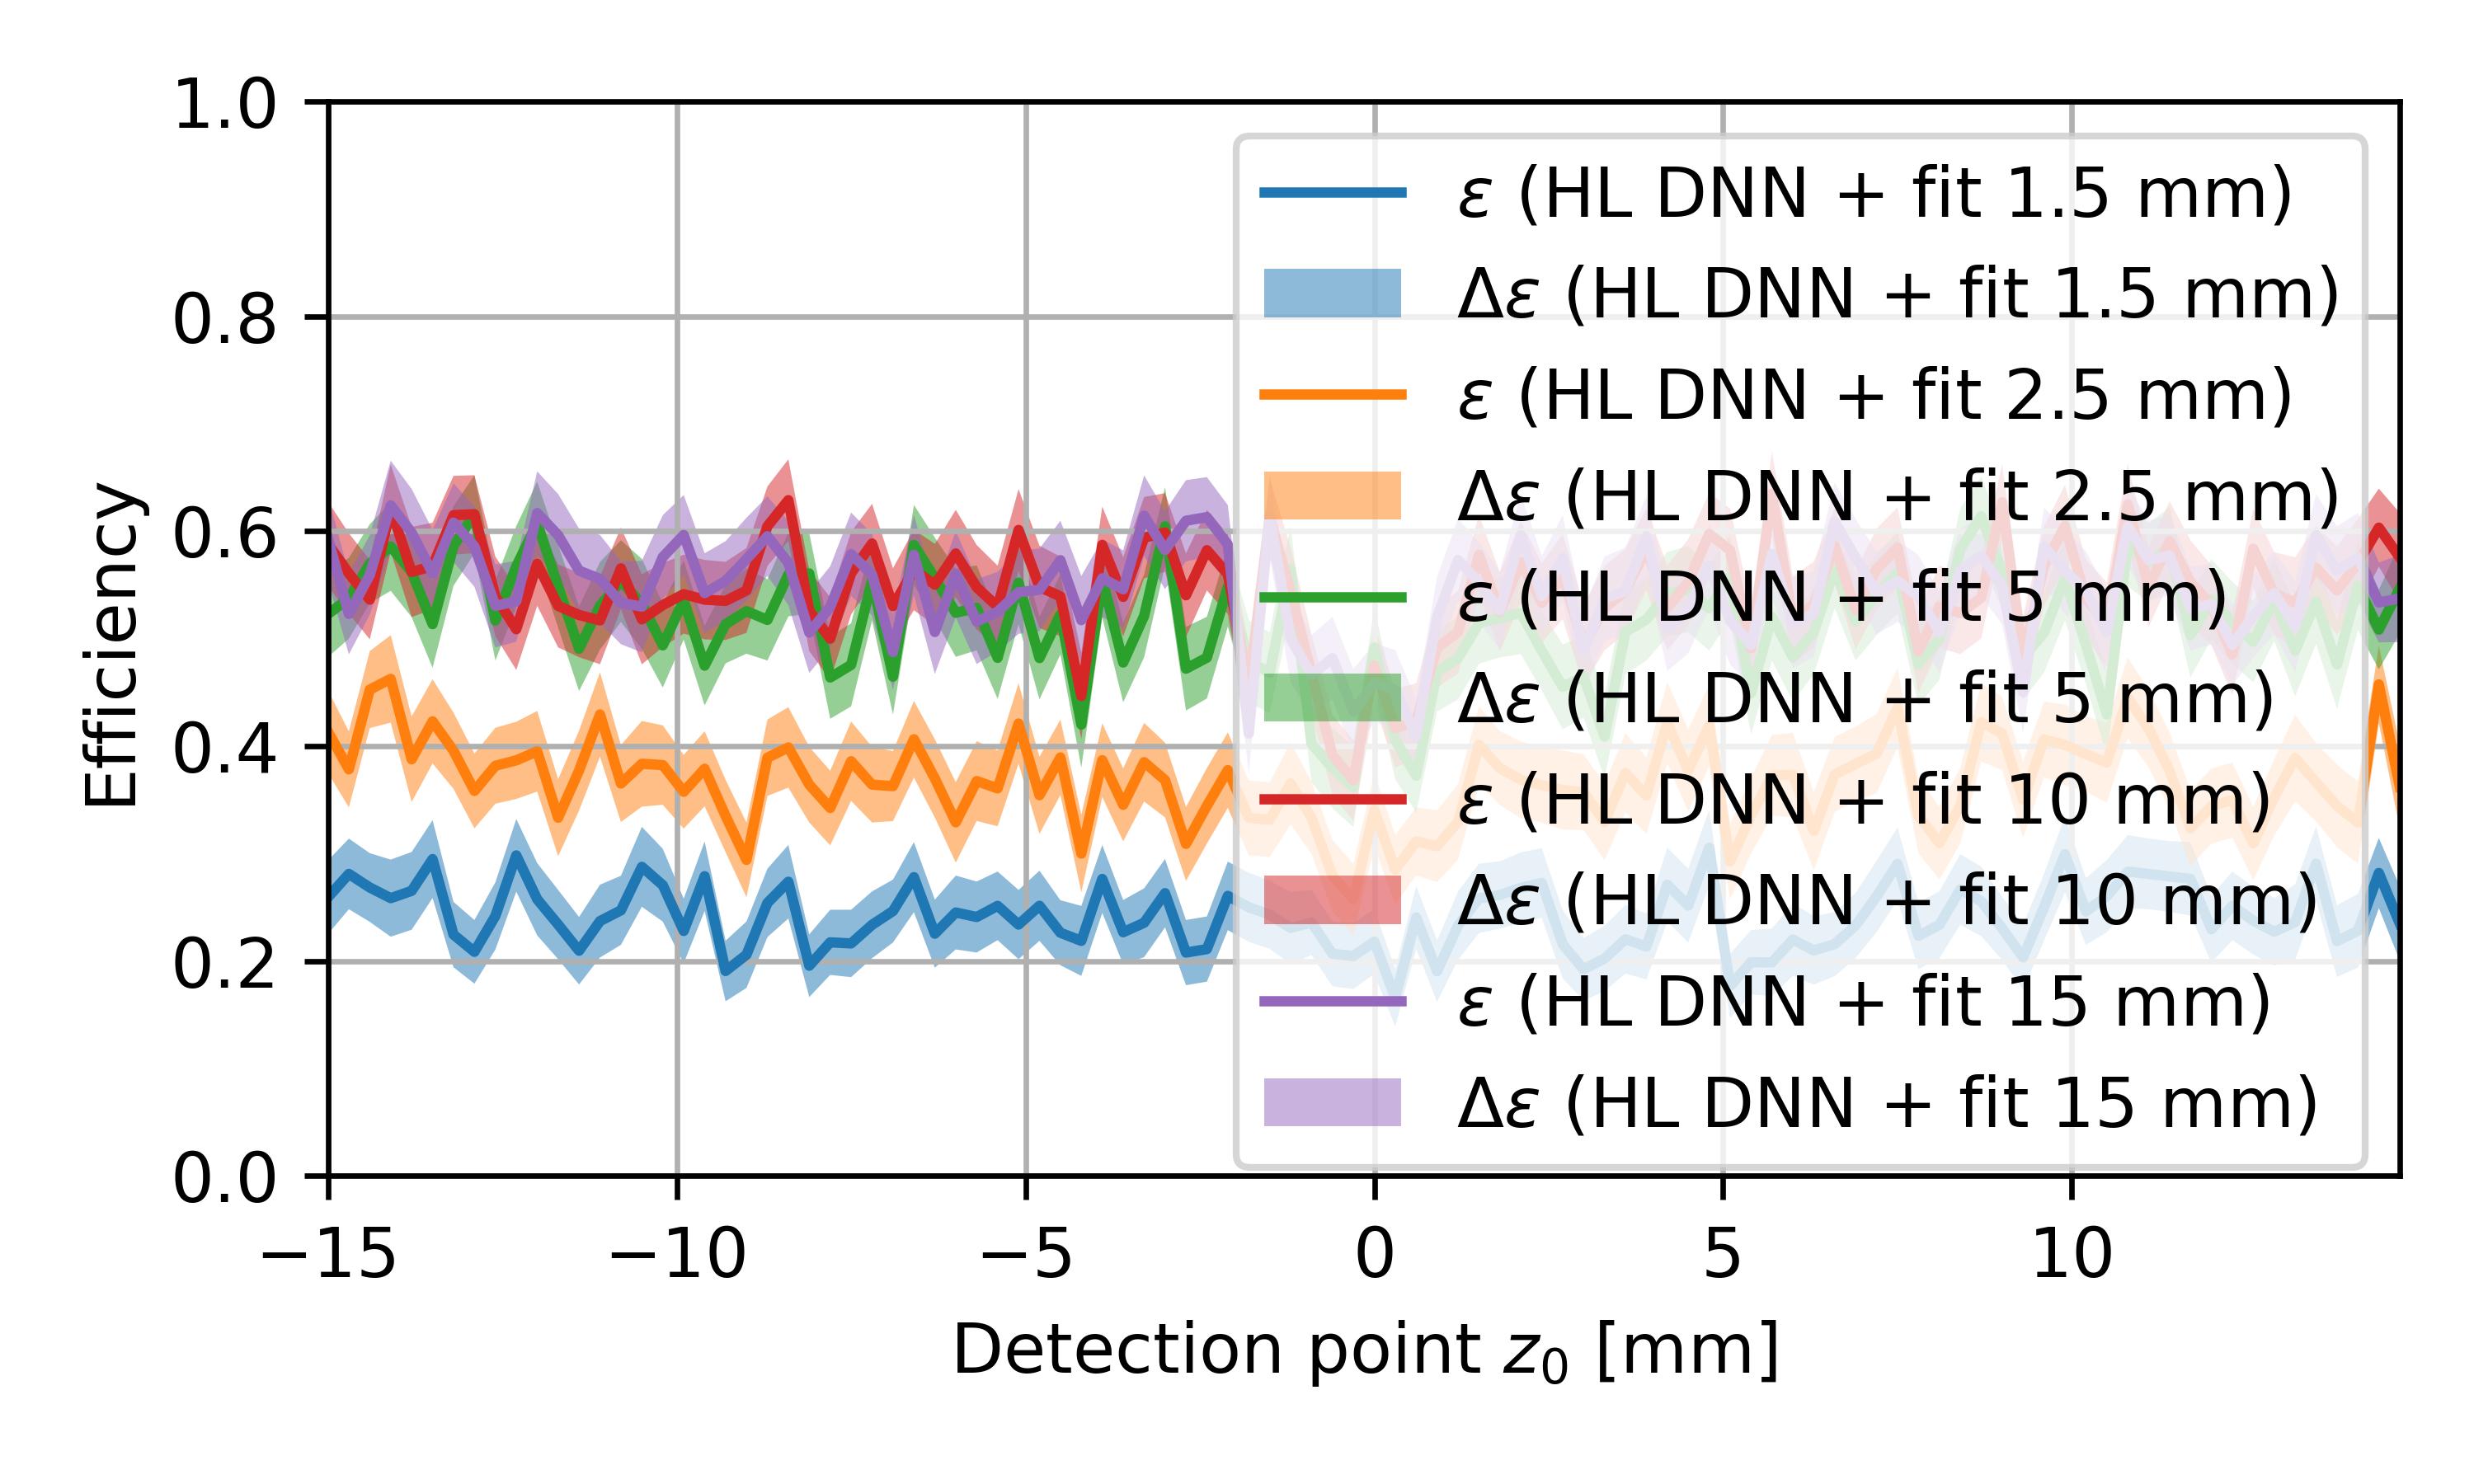 1.0
0.8
0.6
0.4
0.2
0.0
Efficiency
ε (HL DNN + fit 1.5 mm)
Δε (HL DNN + fit 1.5 mm)
ε (HL DNN + fit 2.5 mm)
Δε (HL DNN + fit 2.5 mm)
ε (HL DNN + fit 5 mm)
Δε (HL DNN + fit 5 mm)
ε (HL DNN + fit 10 mm)
Δε (HL DNN + fit 10 mm)
ε (HL DNN + fit 15 mm)
Δε (HL DNN + fit 15 mm)
−15 −10 −5 0 5 10
Detection point z₀ [mm]